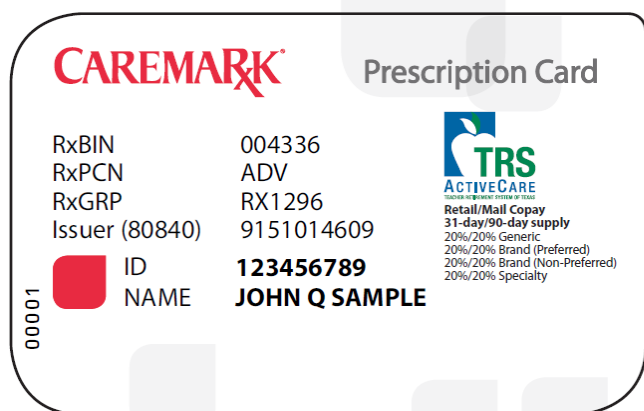 CAREMARK
Prescription Card
RxBIN 004336
RxPCN ADV
RxGRP RX1296
Issuer (80840) 9151014609
ID 123456789
NAME JOHN Q SAMPLE
00001
TRS
ACTIVECARE
TEACHER RETIREMENT SYSTEM OF TEXAS
Retail/Mail Copay
31-day/90-day supply
20%/20% Generic
20%/20% Brand (Preferred)
20%/20% Brand (Non-Preferred)
20%/20% Specialty